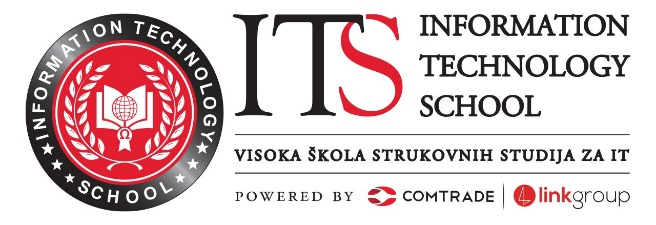 INFORMATION TECHNOLOGY
SCHOOL
ITS
INFORMATION
TECHNOLOGY
SCHOOL
VISOKA ŠKOLA STRUKOVNIH STUDIJA ZA IT
POWERED BY COMTRADE | linkgroup